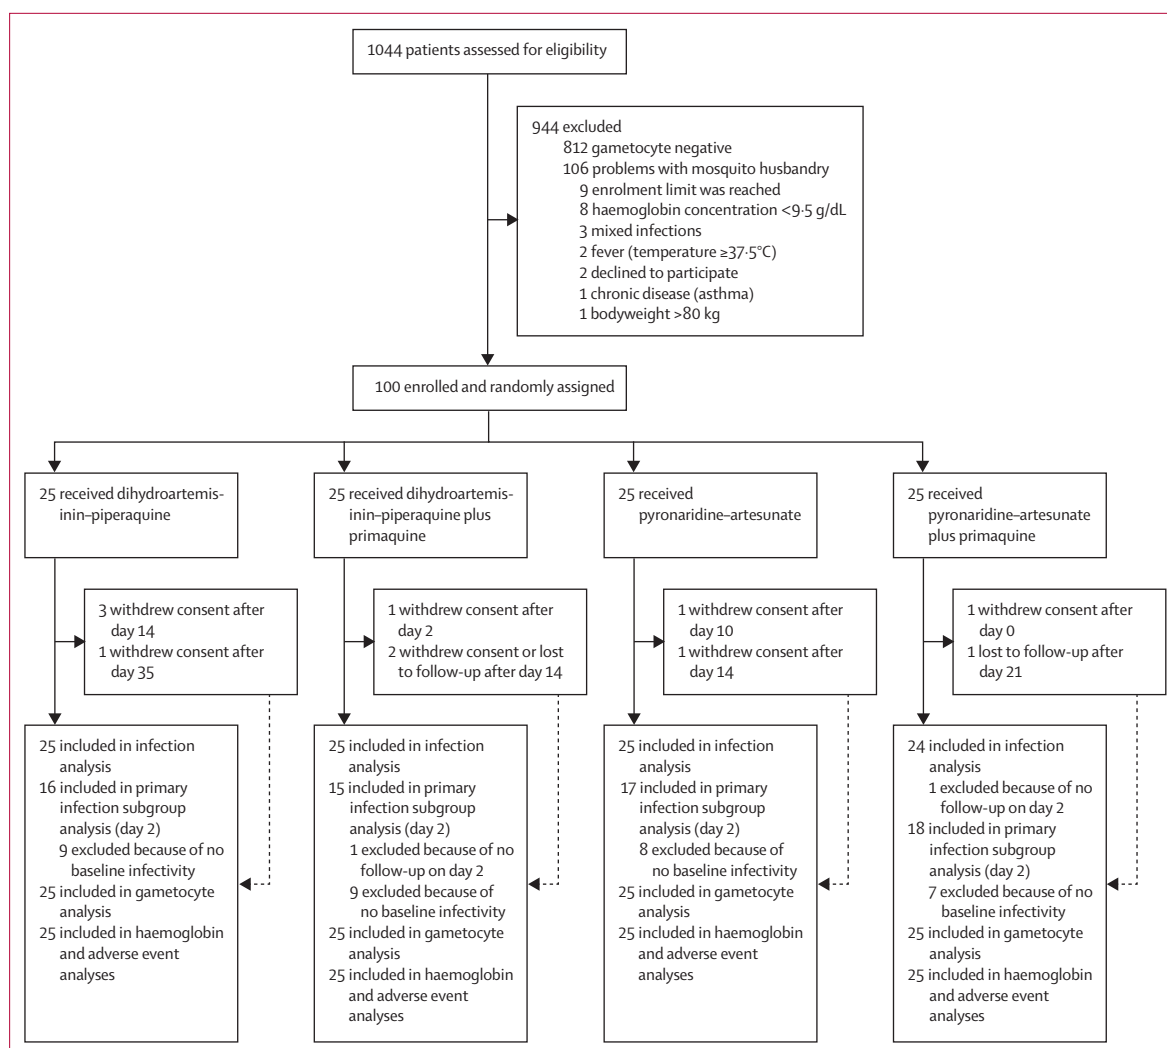 1044 patients assessed for eligibility
944 excluded
812 gametocyte negative
106 problems with mosquito husbandry
9 enrolment limit was reached
8 haemoglobin concentration <9·5 g/dL
3 mixed infections
2 fever (temperature ≥37·5°C)
2 declined to participate
1 chronic disease (asthma)
1 bodyweight >80 kg
100 enrolled and randomly assigned
25 received dihydroartemis-
inin–piperaquine
25 received dihydroartemis-
inin–piperaquine plus
primaquine
25 received
pyronaridine–artesunate
25 received
pyronaridine–artesunate
plus primaquine
3 withdrew consent after
day 14
1 withdrew consent after
day 35
1 withdrew consent after
day 2
2 withdrew consent or lost
to follow-up after day 14
1 withdrew consent after
day 10
1 withdrew consent after
day 14
1 withdrew consent after
day 0
1 lost to follow-up after
day 21
25 included in infection
analysis
16 included in primary
infection subgroup
analysis (day 2)
9 excluded because of no
baseline infectivity
25 included in gametocyte
analysis
25 included in haemoglobin
and adverse event
analyses
25 included in infection
analysis
15 included in primary
infection subgroup
analysis (day 2)
1 excluded because of no
follow-up on day 2
9 excluded because of
no baseline infectivity
25 included in gametocyte
analysis
25 included in haemoglobin
and adverse event
analyses
25 included in infection
analysis
17 included in primary
infection subgroup
analysis (day 2)
8 excluded because of
no baseline infectivity
25 included in gametocyte
analysis
25 included in haemoglobin
and adverse event
analyses
24 included in infection
analysis
1 excluded because of no
follow-up on day 2
18 included in primary
infection subgroup
analysis (day 2)
7 excluded because of no
baseline infectivity
25 included in gametocyte
analysis
25 included in haemoglobin
and adverse event
analyses